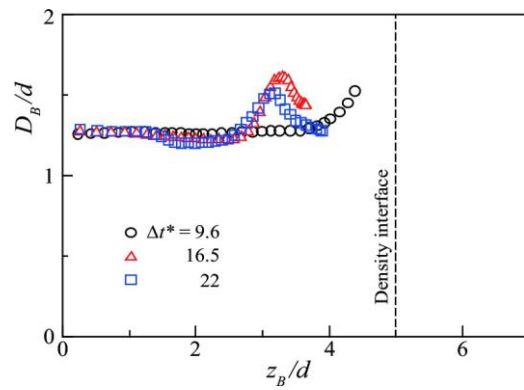 2
D_B/d
1
Δt* = 9.6
16.5
22
Density interface
0
0
2
4
6
z_B/d